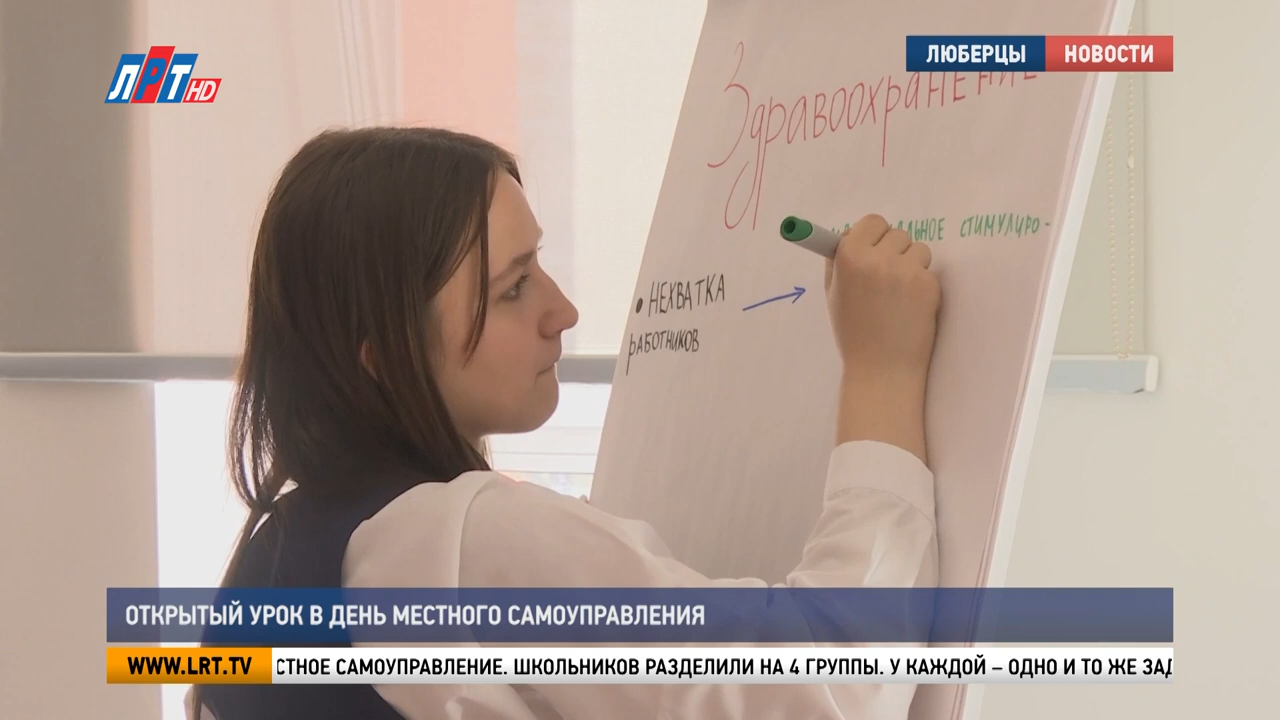 ЛРТ HD
ЛЮБЕРЦЫ НОВОСТИ
Здравоохранение
СТИМУЛИРО-
• НЕХВАТКА
РАБОТНИКОВ
ОТКРЫТЫЙ УРОК В ДЕНЬ МЕСТНОГО САМОУПРАВЛЕНИЯ
WWW.LRT.TV СТНОЕ САМОУПРАВЛЕНИЕ. ШКОЛЬНИКОВ РАЗДЕЛИЛИ НА 4 ГРУППЫ. У КАЖДОЙ – ОДНО И ТО ЖЕ ЗАД